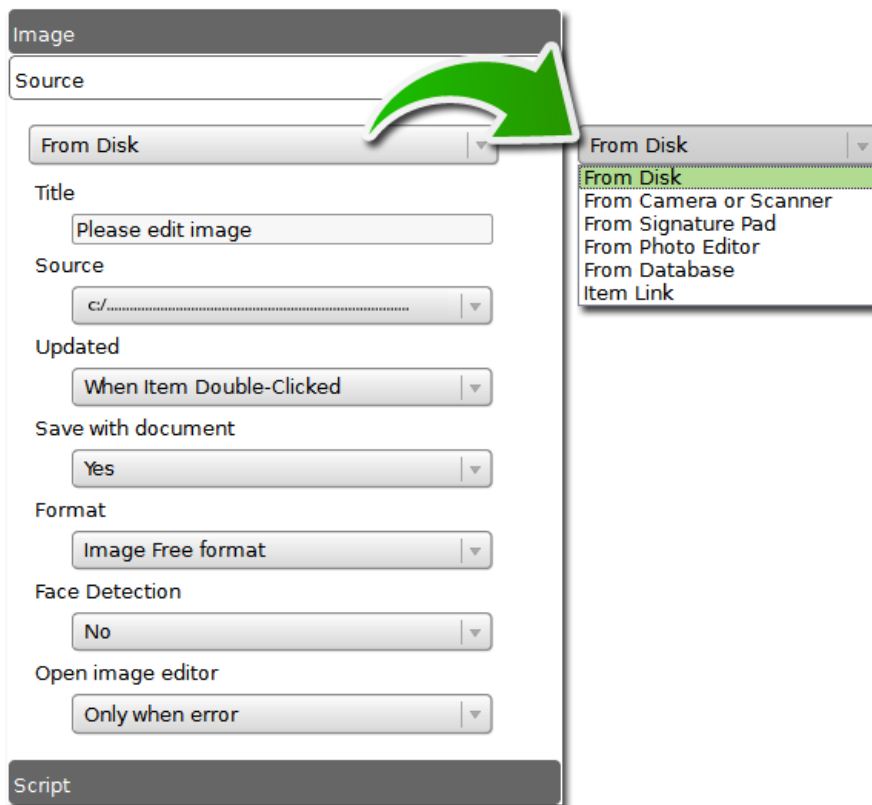 Image
Source
From Disk
Title
Please edit image
Source
c:/...............................................................................
Updated
When Item Double-Clicked
Save with document
Yes
Format
Image Free format
Face Detection
No
Open image editor
Only when error
Script
From Disk
From Disk
From Camera or Scanner
From Signature Pad
From Photo Editor
From Database
Item Link